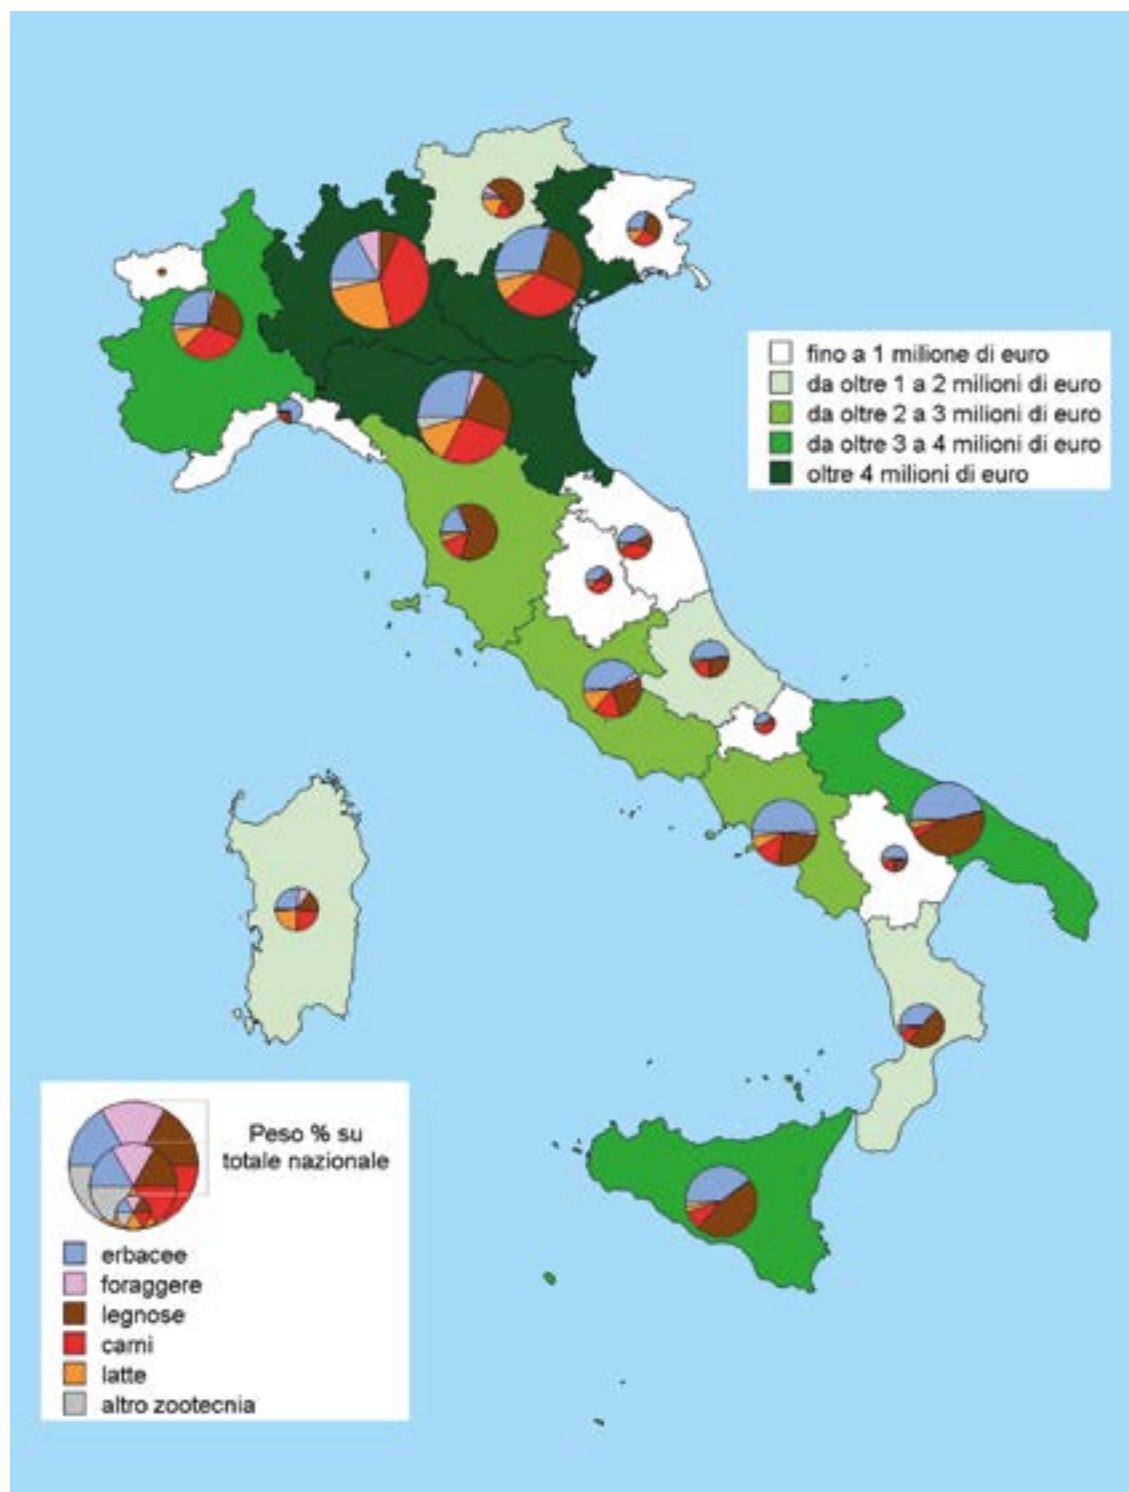 fino a 1 milione di euro
da oltre 1 a 2 milioni di euro
da oltre 2 a 3 milioni di euro
da oltre 3 a 4 milioni di euro
oltre 4 milioni di euro
Peso % su
totale nazionale
erbacee
foraggere
legnose
carni
latte
altro zootecnia